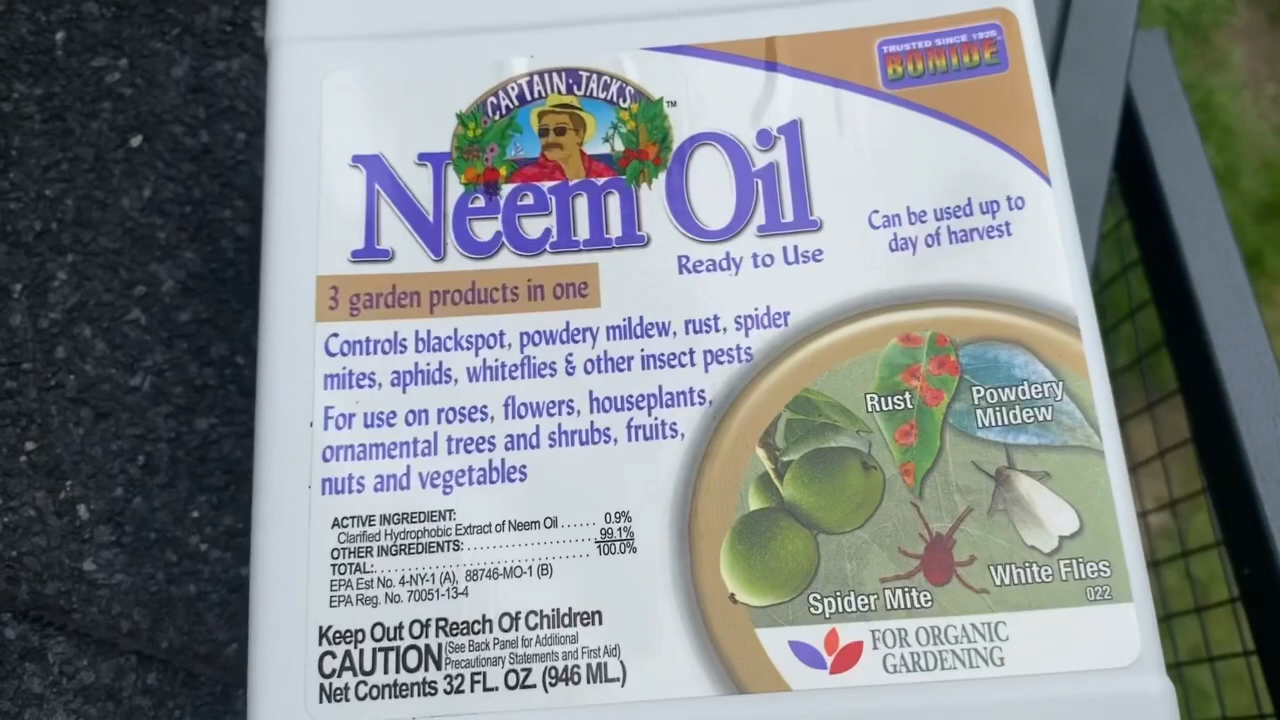 TRUSTED SINCE 1926
BONIDE
CAPTAIN·JACK'S
TM
Neem Oil
Ready to Use
Can be used up to
day of harvest
3 garden products in one
Controls blackspot, powdery mildew, rust, spider
mites, aphids, whiteflies & other insect pests
For use on roses, flowers, houseplants,
ornamental trees and shrubs, fruits,
nuts and vegetables
ACTIVE INGREDIENT:
Clarified Hydrophobic Extract of Neem Oil ...... 0.9%
OTHER INGREDIENTS: ...................... 99.1%
TOTAL: ................................ 100.0%
EPA Est No. 4-NY-1 (A), 88746-MO-1 (B)
EPA Reg. No. 70051-13-4
Keep Out Of Reach Of Children
CAUTION (See Back Panel for Additional
Precautionary Statements and First Aid)
Net Contents 32 FL. OZ. (946 ML.)
Rust
Powdery
Mildew
White Flies
Spider Mite
022
FOR ORGANIC
GARDENING